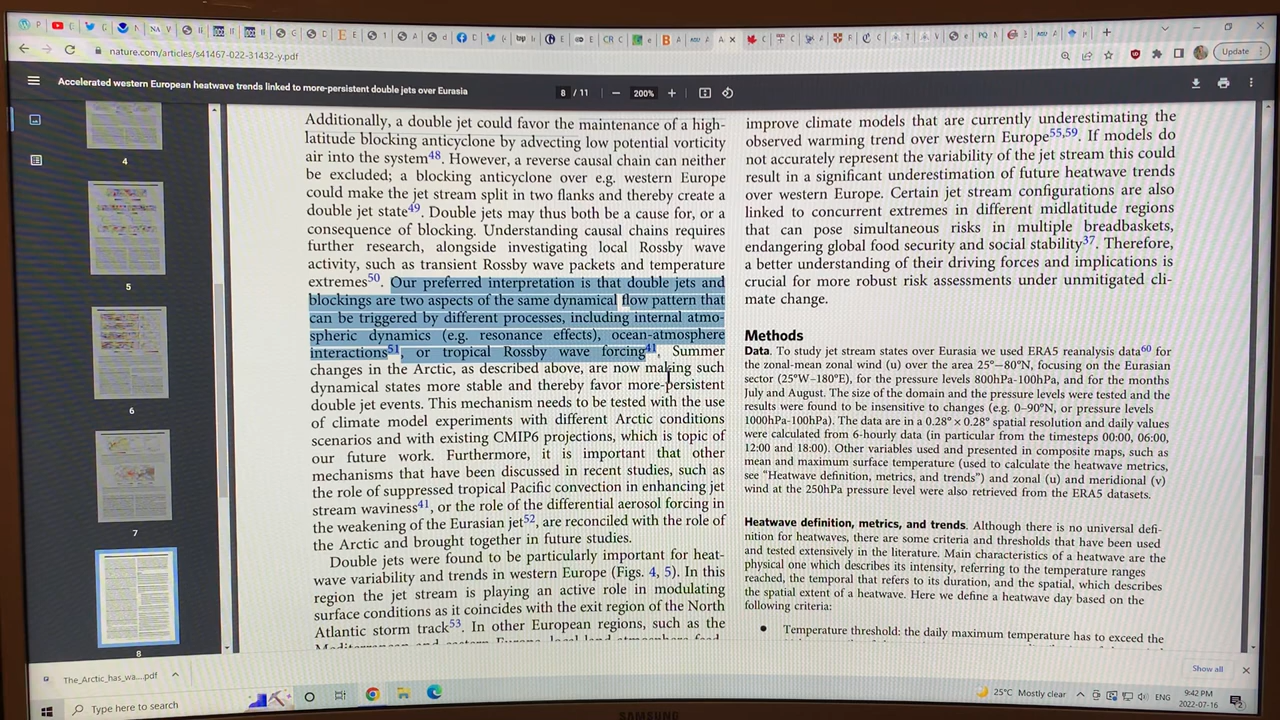 nature.com/articles/s41467-022-31432-y.pdf
Update
Accelerated western European heatwave trends linked to more-persistent double jets over Eurasia
8 / 11
200%
4
5
6
7
8
Additionally, a double jet could favor the maintenance of a high-
latitude blocking anticyclone by advecting low potential vorticity
air into the system48. However, a reverse causal chain can neither
be excluded; a blocking anticyclone over e.g. western Europe
could make the jet stream split in two flanks and thereby create a
double jet state49. Double jets may thus both be a cause for, or a
consequence of blocking. Understanding causal chains requires
further research, alongside investigating local Rossby wave
activity, such as transient Rossby wave packets and temperature
extremes50. Our preferred interpretation is that double jets and
blockings are two aspects of the same dynamical flow pattern that
can be triggered by different processes, including internal atmo-
spheric dynamics (e.g. resonance effects), ocean-atmosphere
interactions51, or tropical Rossby wave forcing41. Summer
changes in the Arctic, as described above, are now making such
dynamical states more stable and thereby favor more-persistent
double jet events. This mechanism needs to be tested with the use
of climate model experiments with different Arctic conditions
scenarios and with existing CMIP6 projections, which is topic of
our future work. Furthermore, it is important that other
mechanisms that have been discussed in recent studies, such as
the role of suppressed tropical Pacific convection in enhancing jet
stream waviness41, or the role of the differential aerosol forcing in
the weakening of the Eurasian jet52, are reconciled with the role of
the Arctic and brought together in future studies.
Double jets were found to be particularly important for heat-
wave variability and trends in western Europe (Figs. 4, 5). In this
region the jet stream is playing an active role in modulating
surface conditions as it coincides with the exit region of the North
Atlantic storm track53. In other European regions, such as the
improve climate models that are currently underestimating the
observed warming trend over western Europe55,59. If models do
not accurately represent the variability of the jet stream this could
result in a significant underestimation of future heatwave trends
over western Europe. Certain jet stream configurations are also
linked to concurrent extremes in different midlatitude regions
that can pose simultaneous risks in multiple breadbaskets,
endangering global food security and social stability37. Therefore,
a better understanding of their driving forces and implications is
crucial for more robust risk assessments under unmitigated cli-
mate change.
Methods
Data. To study jet stream states over Eurasia we used ERA5 reanalysis data60 for
the zonal-mean zonal wind (u) over the area 25°−80°N, focusing on the Eurasian
sector (25°W–180°E), for the pressure levels 800hPa-100hPa, and for the months
July and August. The size of the domain and the pressure levels were tested and the
results were found to be insensitive to changes (e.g. 0–90°N, or pressure levels
1000hPa-100hPa). The data are in a 0.28° × 0.28° spatial resolution and daily values
were calculated from 6-hourly data (in particular from the timesteps 00:00, 06:00,
12:00 and 18:00). Other variables used and presented in composite maps, such as
mean and maximum surface temperature (used to calculate the heatwave metrics,
see “Heatwave definition, metrics, and trends”) and zonal (u) and meridional (v)
wind at the 250hPa pressure level were also retrieved from the ERA5 datasets.
Heatwave definition, metrics, and trends. Although there is no universal defi-
nition for heatwaves, there are some criteria and thresholds that have been used
and tested extensively in the literature. Main characteristics of a heatwave are the
physical one which describes its intensity, referring to the temperature ranges
reached, the temporal that refers to its duration, and the spatial, which describes
the spatial extent of a heatwave. Here we define a heatwave day based on the
following criteria:
● Temperature threshold: the daily maximum temperature has to exceed the
The_Arctic_has_wa....pdf
Show all
Type here to search
25°C Mostly clear
ENG
9:42 PM
2022-07-16
SAMSUNG